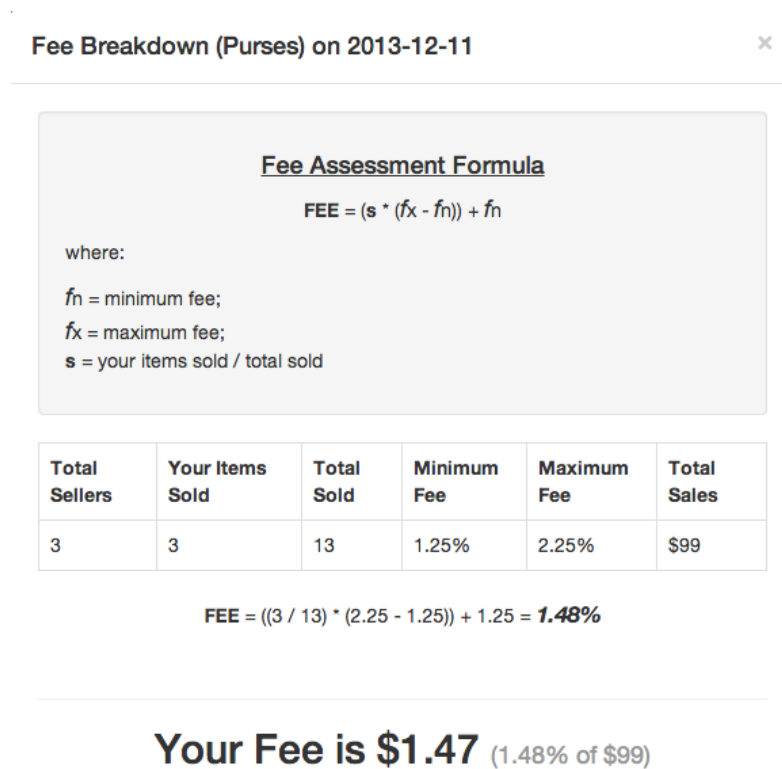 Fee Breakdown (Purses) on 2013-12-11 ×
Fee Assessment Formula
FEE = (s * (fx - fn)) + fn
where:
fn = minimum fee;
fx = maximum fee;
s = your items sold / total sold
Total Sellers Your Items Sold Total Sold Minimum Fee Maximum Fee Total Sales
3 3 13 1.25% 2.25% $99
FEE = ((3 / 13) * (2.25 - 1.25)) + 1.25 = 1.48%
Your Fee is $1.47 (1.48% of $99)